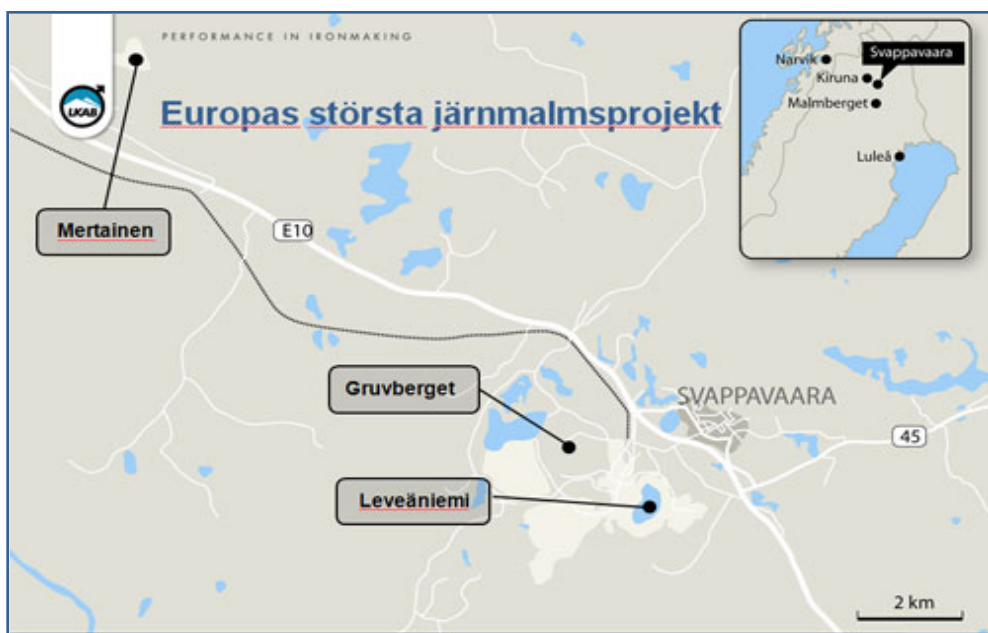 PERFORMANCE IN IRONMAKING
LKAB
Europas största järnmalmsprojekt
Narvik
Svappavaara
Kiruna
Malmberget
Luleå
Mertainen
E10
Gruvberget
SVAPPAVAARA
45
Leveäniemi
2 km